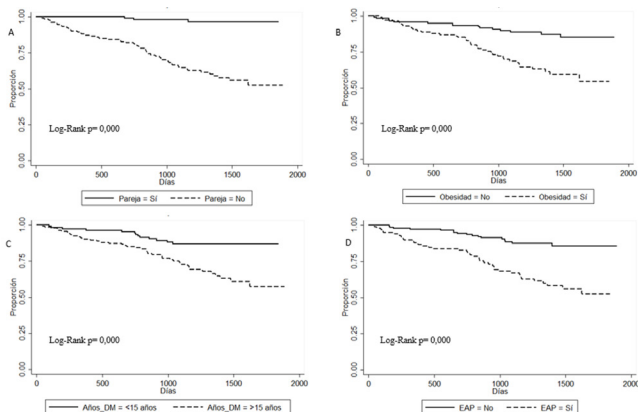 A
1.00
0.75
0.50
0.25
0.00
Proporción
Log-Rank p= 0,000
0 500 1000 1500 2000
Días
Pareja = Sí Pareja = No
B
1.00
0.75
0.50
0.25
0.00
Proporción
Log-Rank p= 0,000
0 500 1000 1500 2000
Días
Obesidad = No Obesidad = Sí
C
1.00
0.75
0.50
0.25
0.00
Proporción
Log-Rank p= 0,000
0 500 1000 1500 2000
Días
Años_DM = <15 años Años_DM = >15 años
D
1.00
0.75
0.50
0.25
0.00
Proporción
Log-Rank p= 0,000
0 500 1000 1500 2000
Días
EAP = No EAP = Sí